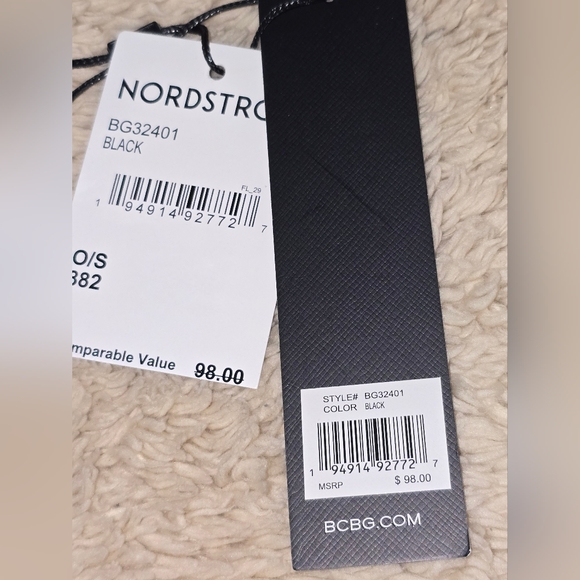 NORDSTRO
BG32401
BLACK
FL_29
1 94914 92772 7
O/S
382
mparable Value 98.00
STYLE# BG32401
COLOR BLACK
1 94914 92772 7
MSRP $ 98.00
BCBG.COM